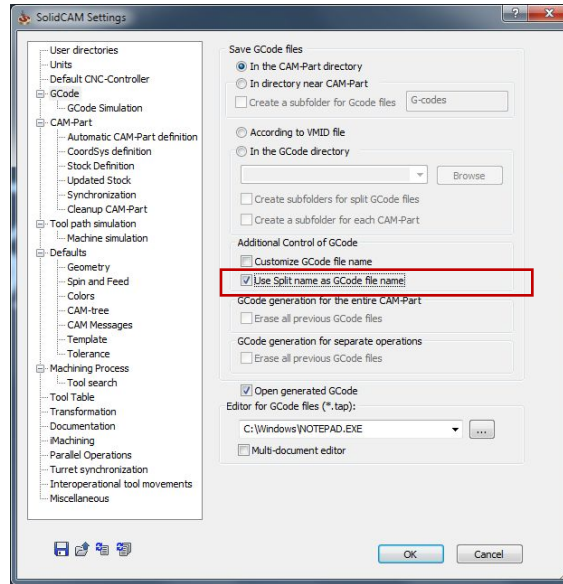 SolidCAM Settings
User directories
Units
Default CNC-Controller
GCode
GCode Simulation
CAM-Part
Automatic CAM-Part definition
CoordSys definition
Stock Definition
Updated Stock
Synchronization
Cleanup CAM-Part
Tool path simulation
Machine simulation
Defaults
Geometry
Spin and Feed
Colors
CAM-tree
CAM Messages
Template
Tolerance
Machining Process
Tool search
Tool Table
Transformation
Documentation
iMachining
Parallel Operations
Turret synchronization
Interoperational tool movements
Miscellaneous
Save GCode files
In the CAM-Part directory
In directory near CAM-Part
Create a subfolder for Gcode files G-codes
According to VMID file
In the GCode directory
Browse
Create subfolders for split GCode files
Create a subfolder for each CAM-Part
Additional Control of GCode
Customize GCode file name
Use Split name as GCode file name
GCode generation for the entire CAM-Part
Erase all previous GCode files
GCode generation for separate operations
Erase all previous GCode files
Open generated GCode
Editor for GCode files (*.tap):
C:\Windows\NOTEPAD.EXE ...
Multi-document editor
OK Cancel